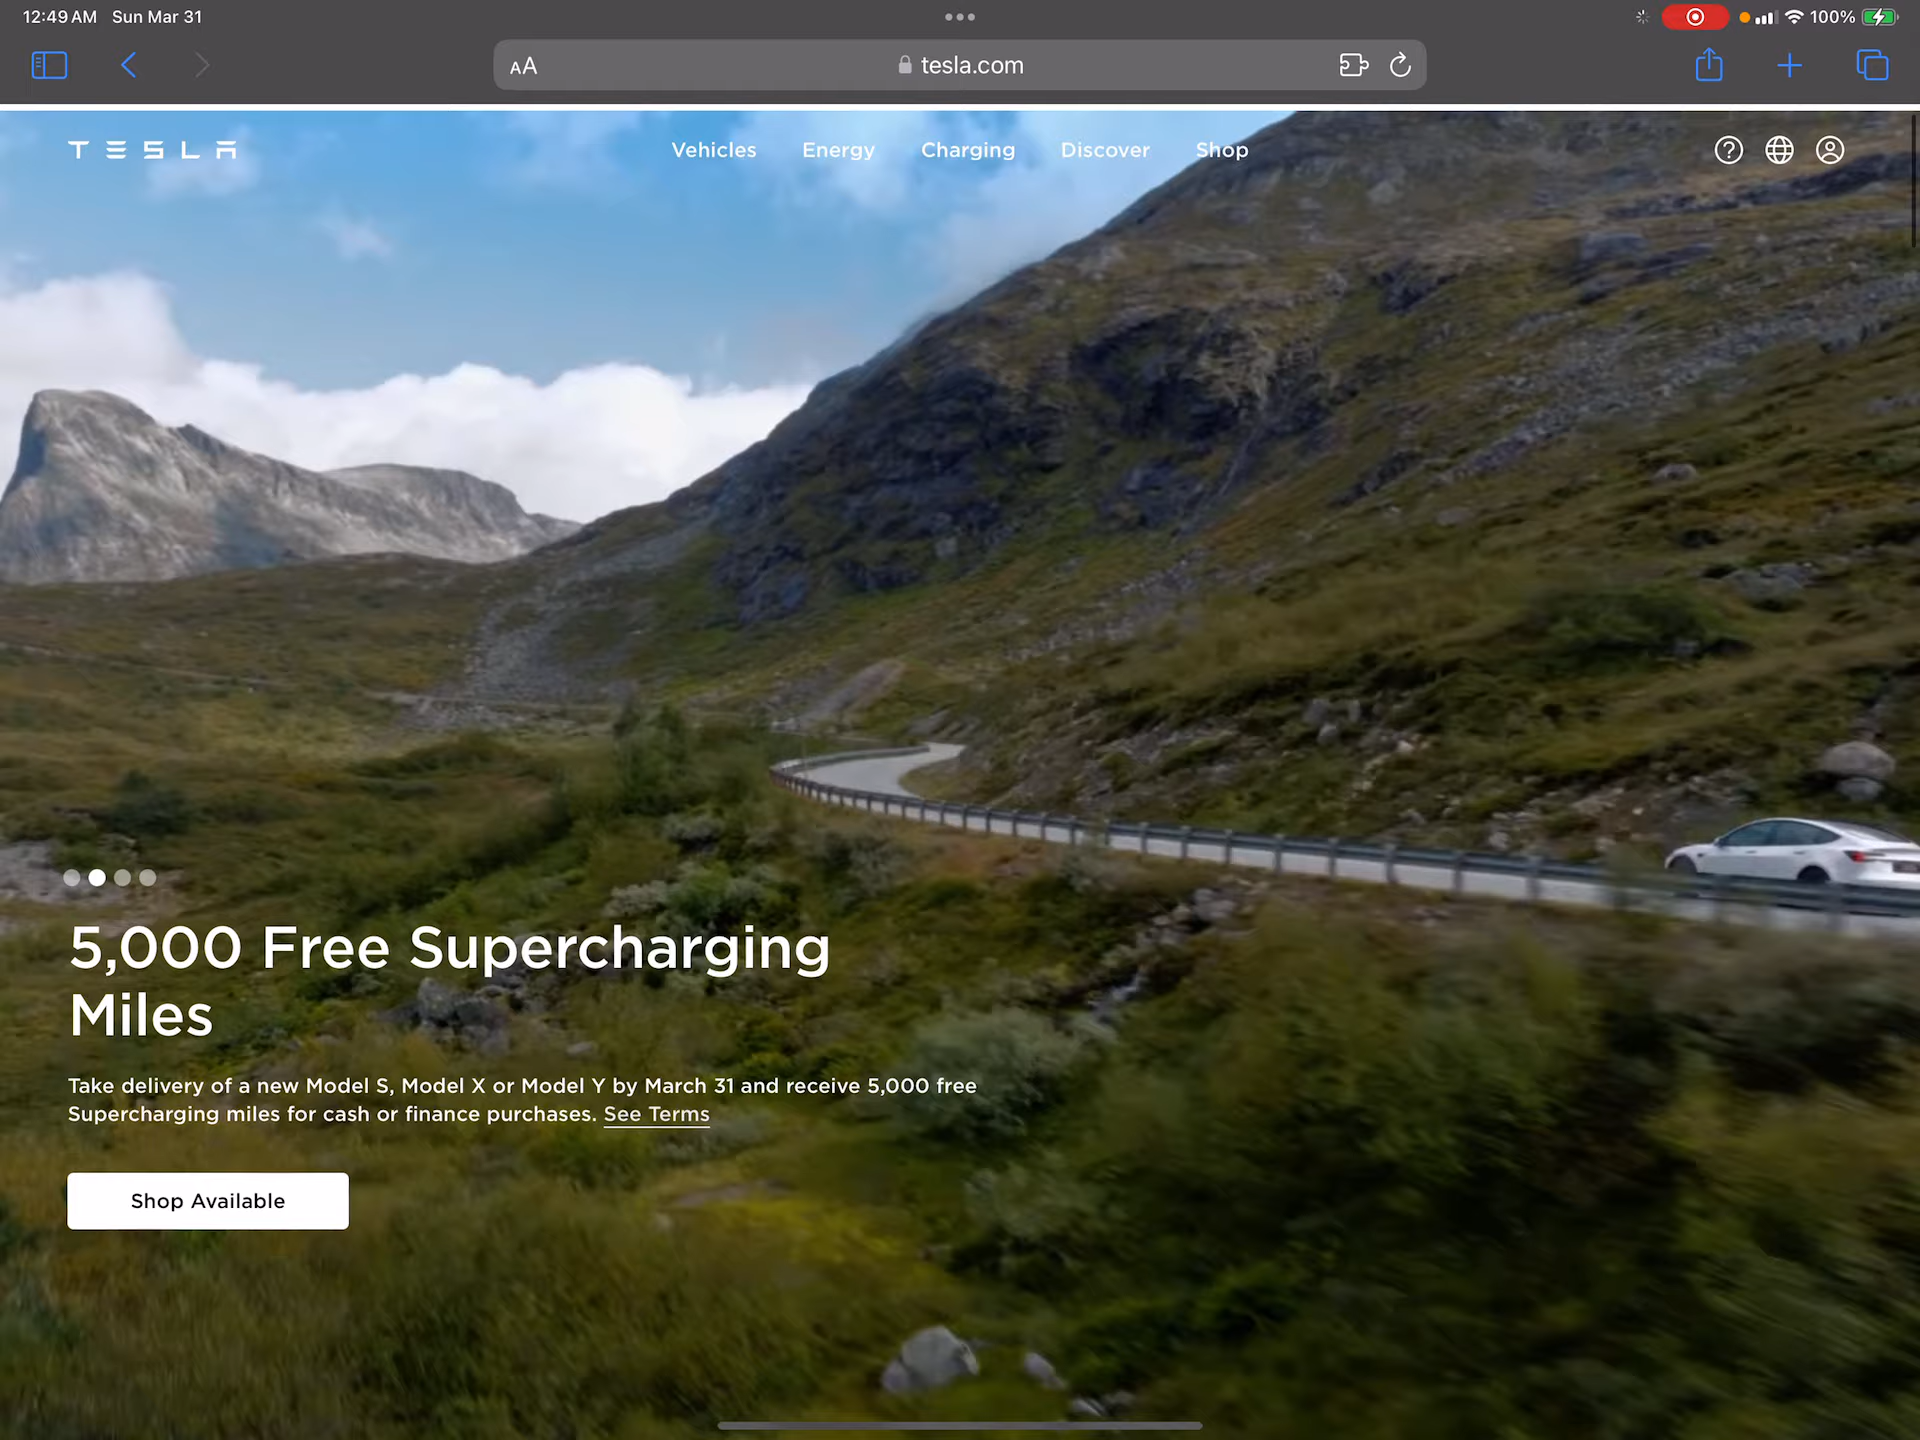 12:49 AM Sun Mar 31
100%
AA
tesla.com
TESLA
Vehicles
Energy
Charging
Discover
Shop
5,000 Free Supercharging
Miles
Take delivery of a new Model S, Model X or Model Y by March 31 and receive 5,000 free
Supercharging miles for cash or finance purchases. See Terms
Shop Available